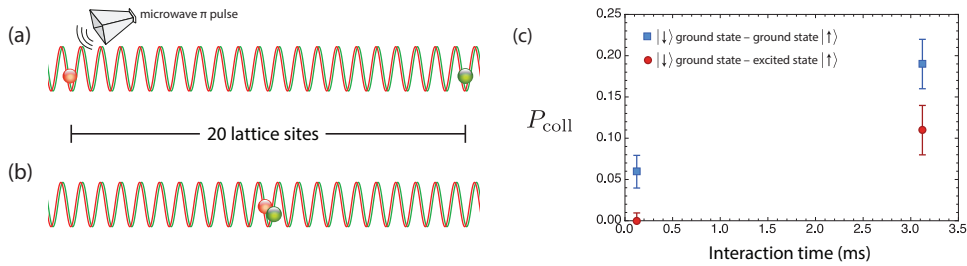 microwave π pulse
(a)
20 lattice sites
(b)
(c)
|↓⟩ ground state – ground state |↑⟩
|↓⟩ ground state – excited state |↑⟩
P_coll
0.25
0.20
0.15
0.10
0.05
0.00
0.0 0.5 1.0 1.5 2.0 2.5 3.0 3.5
Interaction time (ms)